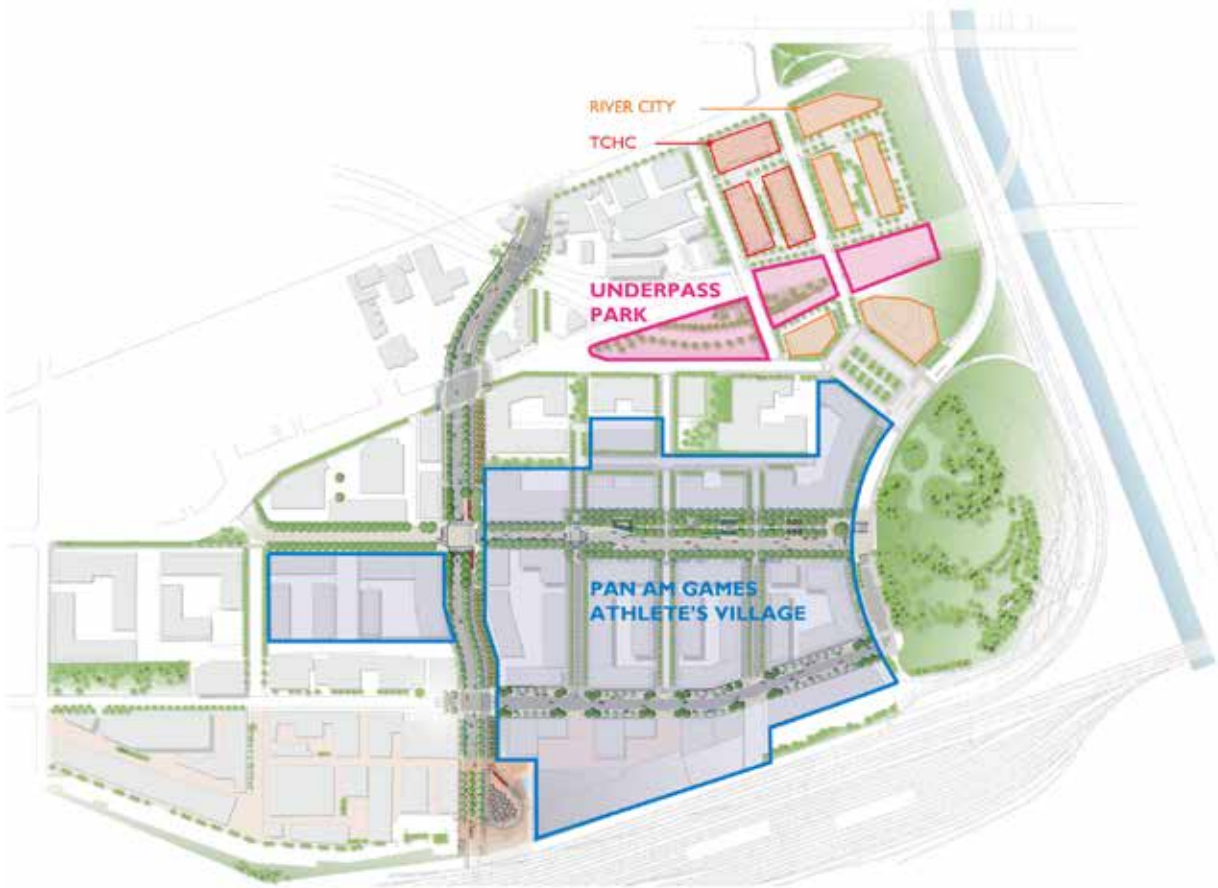 RIVER CITY
TCHC
UNDERPASS
PARK
PAN AM GAMES
ATHLETE'S VILLAGE